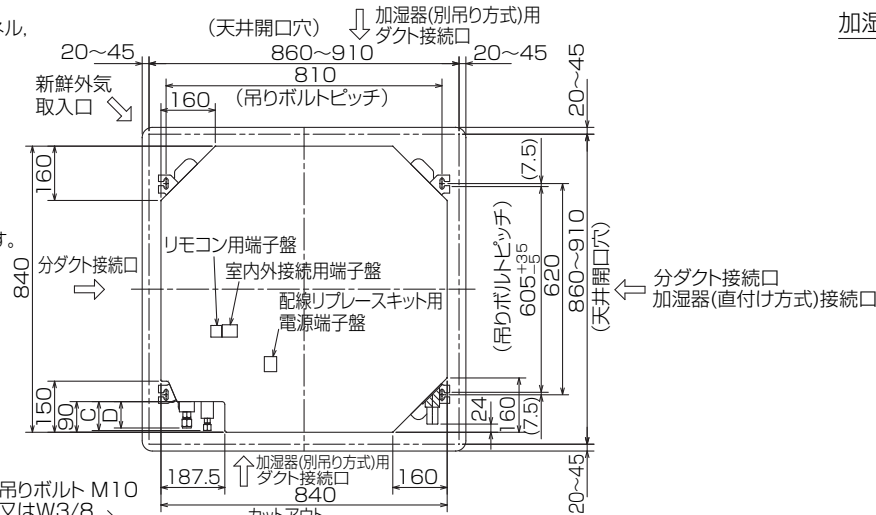 ネル,
加湿
(天井開口穴)
加湿器(別吊り方式)用
ダクト接続口
20〜45
860〜910
20〜45
810
(吊りボルトピッチ)
160
新鮮外気
取入口
20〜45
160
(7.5)
す。
840
分ダクト接続口
リモコン用端子盤
室内外接続用端子盤
配線リプレースキット用
電源端子盤
(吊りボルトピッチ)
605+35-5
620
860〜910
(天井開口穴)
分ダクト接続口
加湿器(直付け方式)接続口
150
90
C
D
24
160
(7.5)
20〜45
加湿器(別吊り方式)用
ダクト接続口
187.5
160
840
吊りボルト M10
又はW3/8